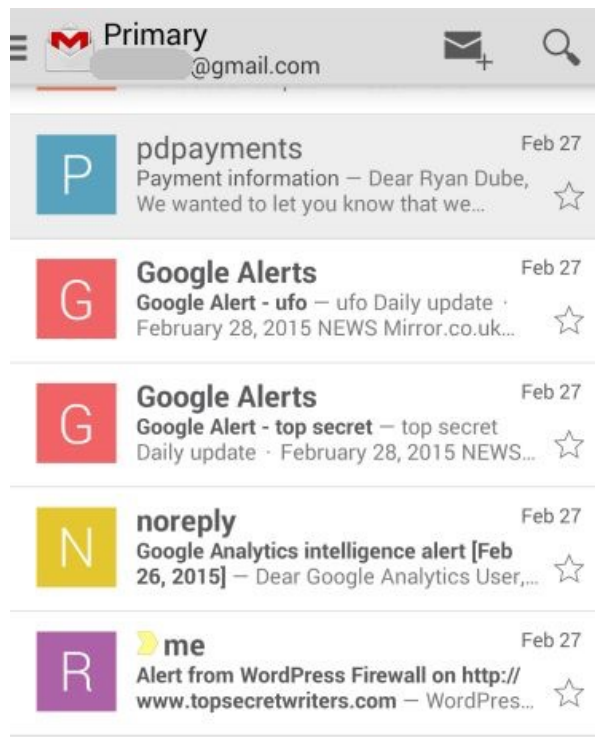 Primary
@gmail.com
P
pdpayments
Feb 27
Payment information — Dear Ryan Dube,
We wanted to let you know that we...
G
Google Alerts
Feb 27
Google Alert - ufo — ufo Daily update ·
February 28, 2015 NEWS Mirror.co.uk...
G
Google Alerts
Feb 27
Google Alert - top secret — top secret
Daily update · February 28, 2015 NEWS...
N
noreply
Feb 27
Google Analytics intelligence alert [Feb
26, 2015] — Dear Google Analytics User,...
R
me
Feb 27
Alert from WordPress Firewall on http://
www.topsecretwriters.com — WordPres...